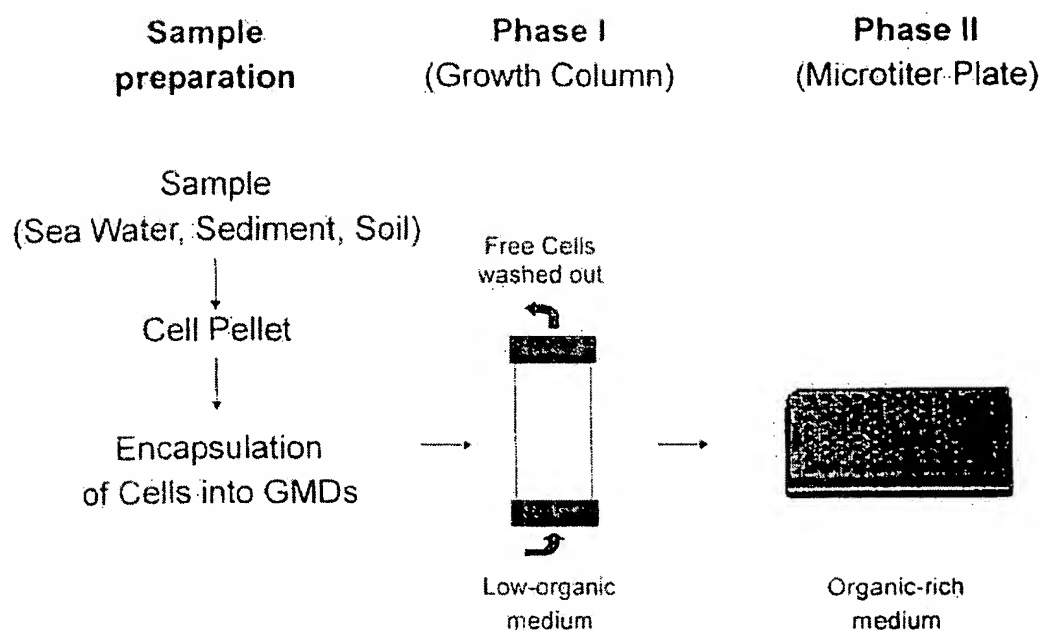 Sample
preparation
Phase I
(Growth Column)
Phase II
(Microtiter Plate)
Sample
(Sea Water, Sediment, Soil)
Cell Pellet
Encapsulation
of Cells into GMDs
Free Cells
washed out
Low-organic
medium
Organic-rich
medium